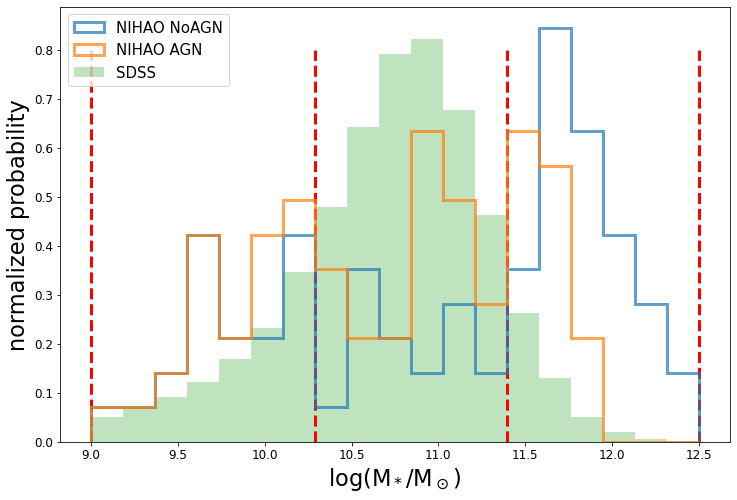 NIHAO NoAGN
NIHAO AGN
SDSS
normalized probability
0.8
0.7
0.6
0.5
0.4
0.3
0.2
0.1
0.0
9.0 9.5 10.0 10.5 11.0 11.5 12.0 12.5
log(M*/M⊙)